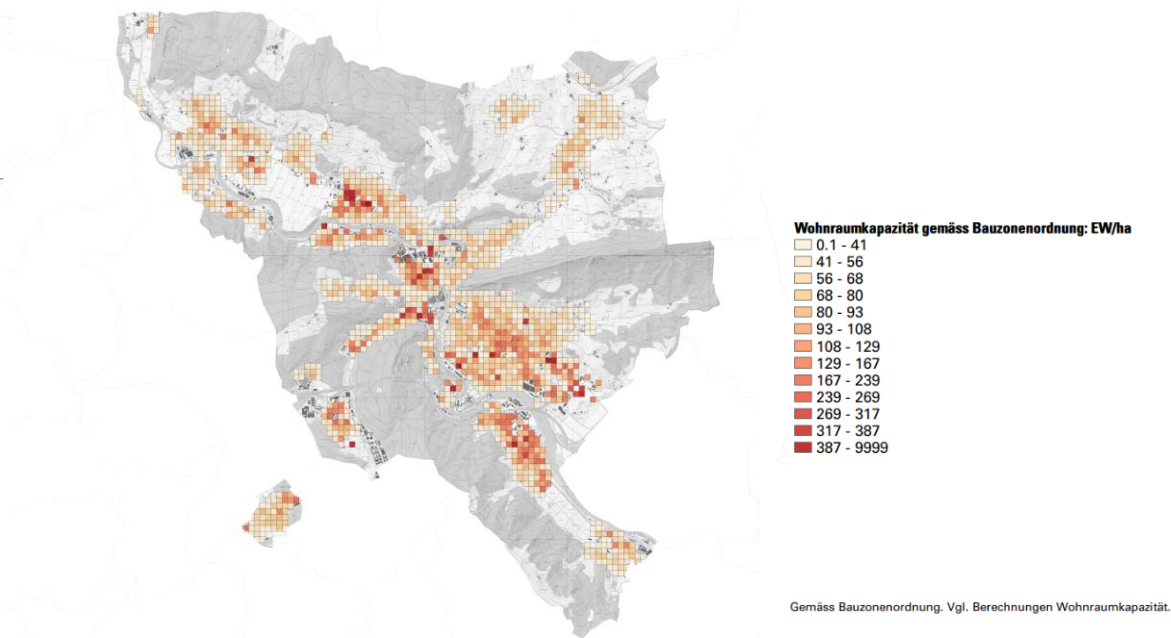 Wohnraumkapazität gemäss Bauzonenordnung: EW/ha
0.1 - 41
41 - 56
56 - 68
68 - 80
80 - 93
93 - 108
108 - 129
129 - 167
167 - 239
239 - 269
269 - 317
317 - 387
387 - 9999
Gemäss Bauzonenordnung. Vgl. Berechnungen Wohnraumkapazität.